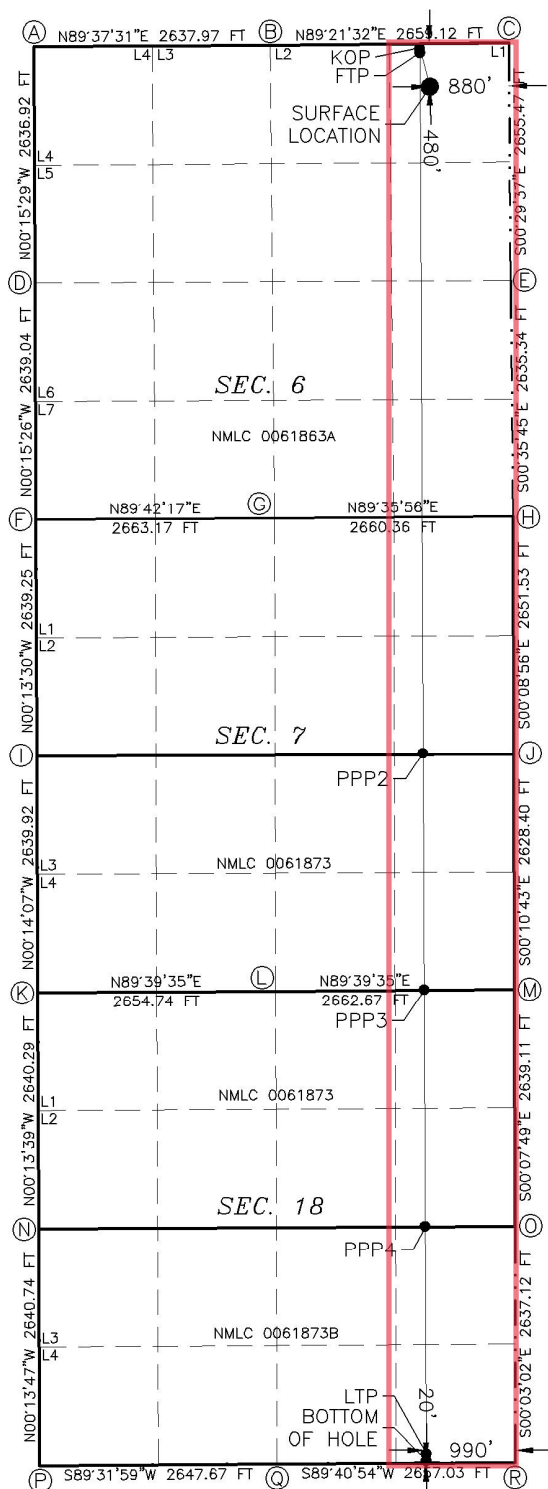 A
N89°37'31"E 2637.97 FT
B
N89°21'32"E 2659.12 FT
C
L4
L3
L2
L1
KOP
FTP
880'
SURFACE
LOCATION
480'
N00°15'29"W 2636.92 FT
S00°29'37"E 2655.47 FT
L4
L5
D
E
N00°15'26"W 2639.04 FT
S00°35'45"E 2635.34 FT
SEC. 6
L6
L7
NMLC 0061863A
F
N89°42'17"E
2663.17 FT
G
N89°35'56"E
2660.36 FT
H
N00°13'30"W 2639.25 FT
S00°08'56"E 2651.53 FT
L1
L2
SEC. 7
I
J
PPP2
N00°14'07"W 2639.92 FT
S00°10'43"E 2628.40 FT
L3
L4
NMLC 0061873
K
N89°39'35"E
2654.74 FT
L
N89°39'35"E
2662.67 FT
M
PPP3
N00°13'39"W 2640.29 FT
S00°07'49"E 2639.11 FT
NMLC 0061873
L1
L2
SEC. 18
N
O
PPP4
N00°13'47"W 2640.74 FT
S00°03'02"E 2637.12 FT
NMLC 0061873B
L3
L4
LTP
BOTTOM
OF HOLE
20'
990'
P
S89°31'59"W 2647.67 FT
Q
S89°40'54"W 2657.03 FT
R